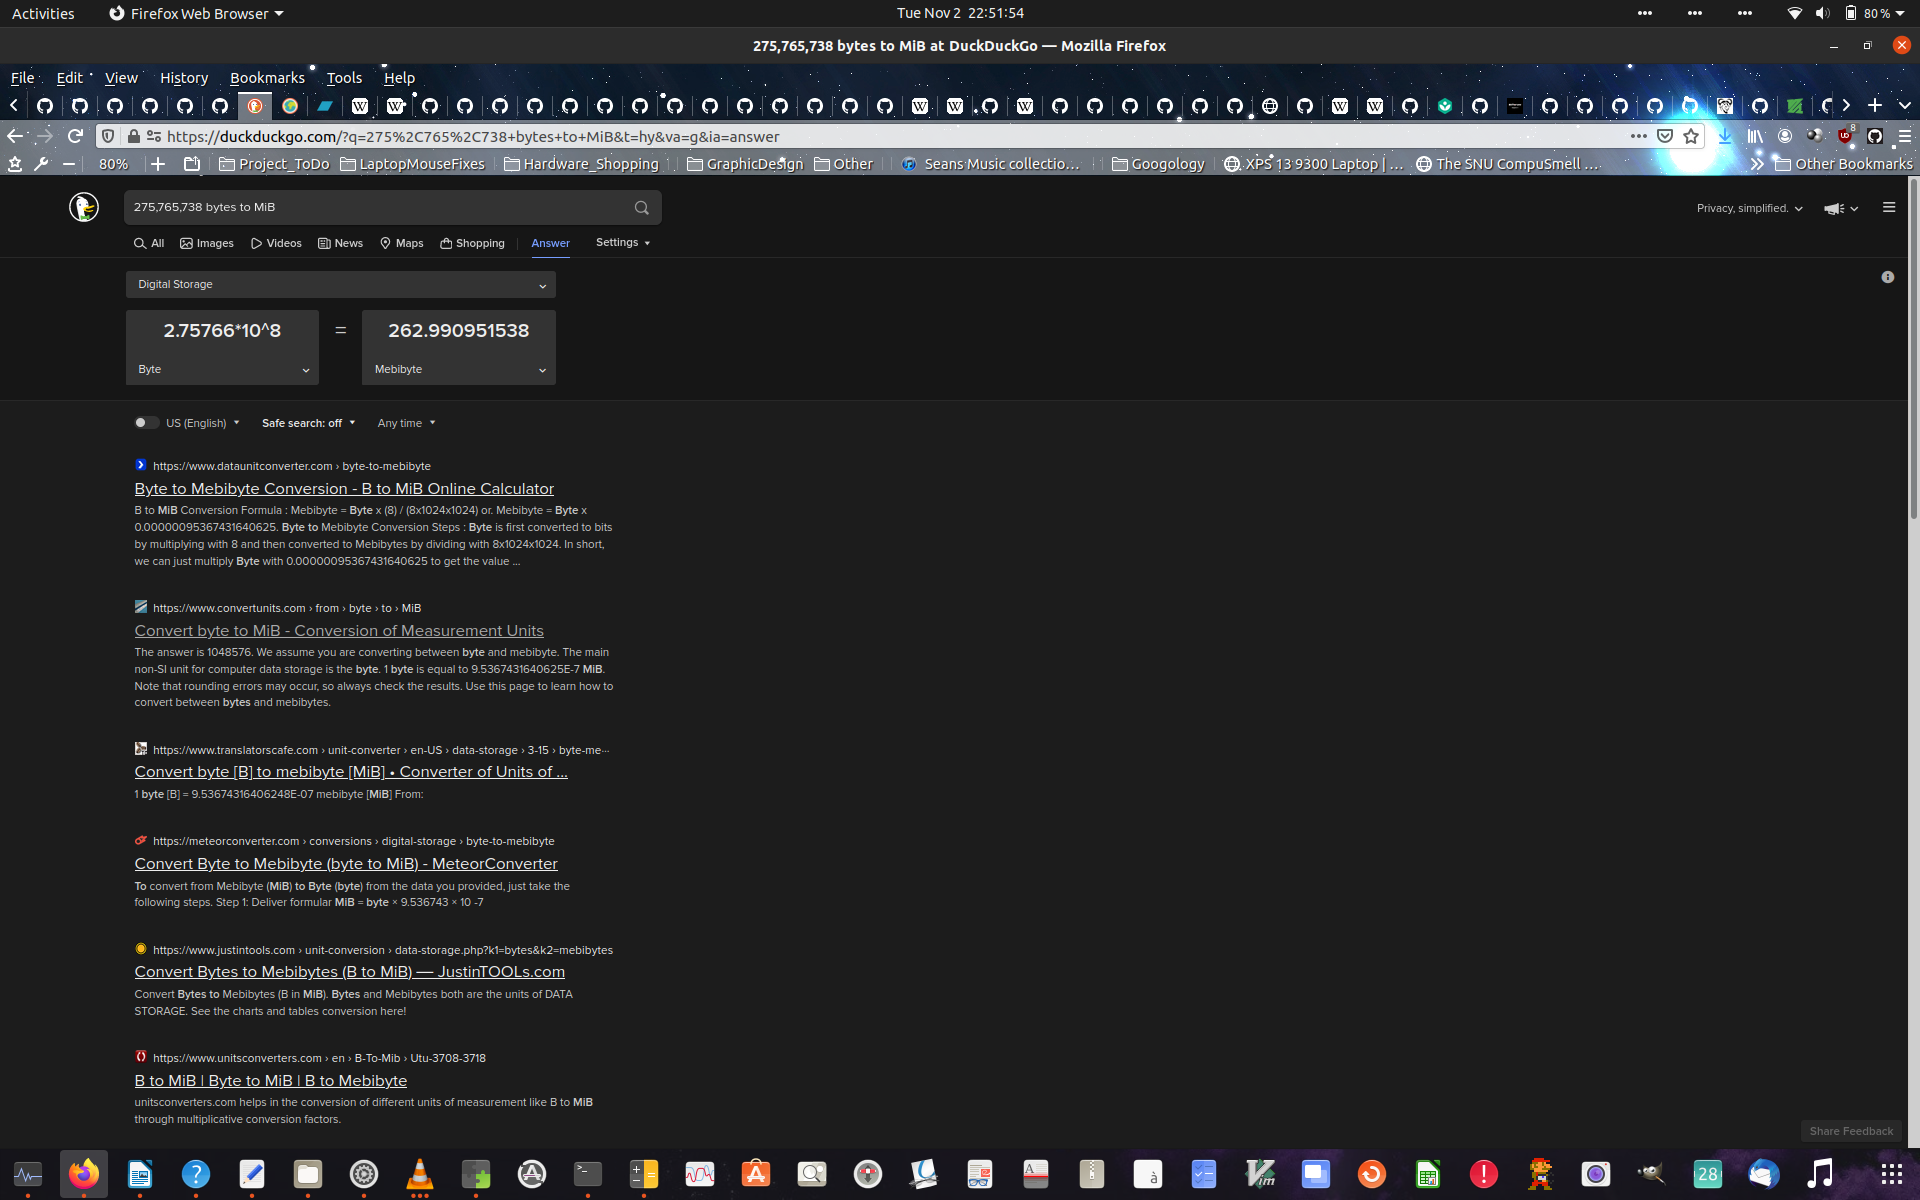 Activities
Firefox Web Browser
Tue Nov 2 22:51:54
80 %
275,765,738 bytes to MiB at DuckDuckGo — Mozilla Firefox
File Edit View History Bookmarks Tools Help
https://duckduckgo.com/?q=275%2C765%2C738+bytes+to+MiB&t=hy&va=g&ia=answer
8
80%
Project_ToDo
LaptopMouseFixes
Hardware_Shopping
GraphicDesign
Other
Seans Music collectio...
Googology
XPS 13 9300 Laptop | ...
The SNU CompuSmell ...
Other Bookmarks
275,765,738 bytes to MiB
Privacy, simplified.
All Images Videos News Maps Shopping Answer Settings
Digital Storage
2.75766*10^8 = 262.990951538
Byte Mebibyte
US (English) Safe search: off Any time
https://www.dataunitconverter.com › byte-to-mebibyte
Byte to Mebibyte Conversion - B to MiB Online Calculator
B to MiB Conversion Formula : Mebibyte = Byte x (8) / (8x1024x1024) or. Mebibyte = Byte x
0.00000095367431640625. Byte to Mebibyte Conversion Steps : Byte is first converted to bits
by multiplying with 8 and then converted to Mebibytes by dividing with 8x1024x1024. In short,
we can just multiply Byte with 0.00000095367431640625 to get the value ...
https://www.convertunits.com › from › byte › to › MiB
Convert byte to MiB - Conversion of Measurement Units
The answer is 1048576. We assume you are converting between byte and mebibyte. The main
non-SI unit for computer data storage is the byte. 1 byte is equal to 9.5367431640625E-7 MiB.
Note that rounding errors may occur, so always check the results. Use this page to learn how to
convert between bytes and mebibytes.
https://www.translatorscafe.com › unit-converter › en-US › data-storage › 3-15 › byte-me...
Convert byte [B] to mebibyte [MiB] • Converter of Units of ...
1 byte [B] = 9.53674316406248E-07 mebibyte [MiB] From:
https://meteorconverter.com › conversions › digital-storage › byte-to-mebibyte
Convert Byte to Mebibyte (byte to MiB) - MeteorConverter
To convert from Mebibyte (MiB) to Byte (byte) from the data you provided, just take the
following steps. Step 1: Deliver formular MiB = byte × 9.536743 × 10 -7
https://www.justintools.com › unit-conversion › data-storage.php?k1=bytes&k2=mebibytes
Convert Bytes to Mebibytes (B to MiB) — JustinTOOLs.com
Convert Bytes to Mebibytes (B in MiB). Bytes and Mebibytes both are the units of DATA
STORAGE. See the charts and tables conversion here!
https://www.unitsconverters.com › en › B-To-Mib › Utu-3708-3718
B to MiB | Byte to MiB | B to Mebibyte
unitsconverters.com helps in the conversion of different units of measurement like B to MiB
through multiplicative conversion factors.
Share Feedback
28